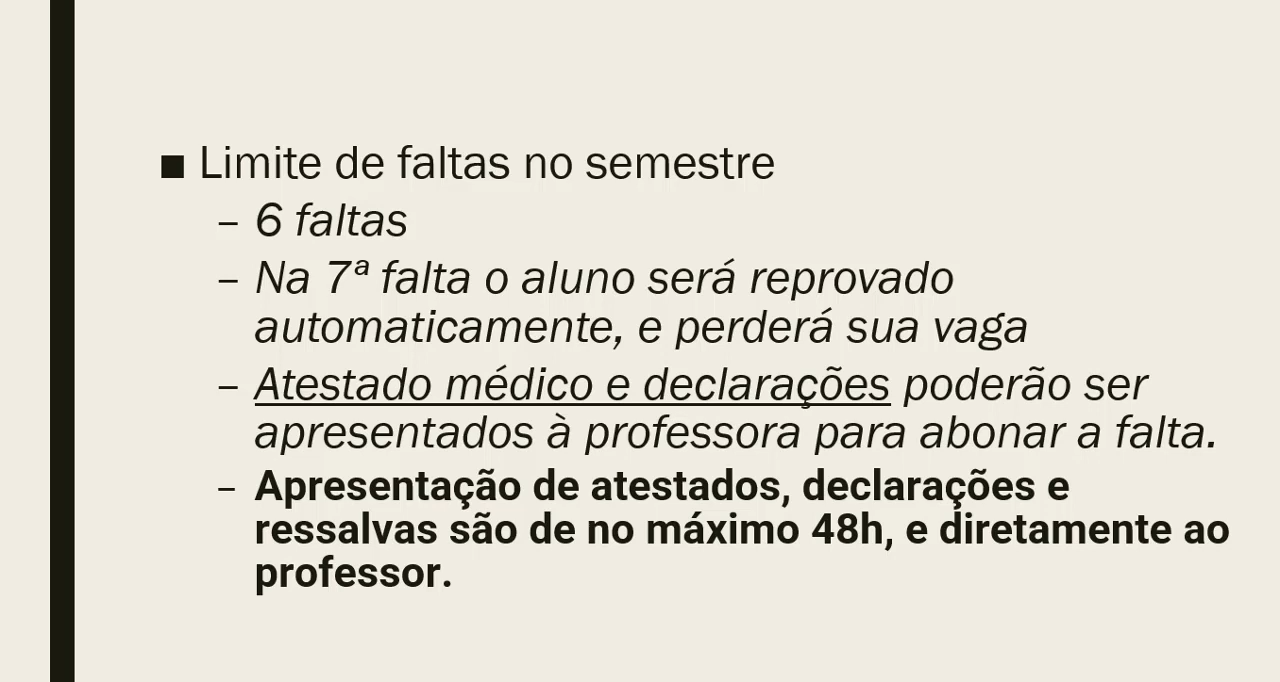 ■ Limite de faltas no semestre
– 6 faltas
– Na 7ª falta o aluno será reprovado
automaticamente, e perderá sua vaga
– Atestado médico e declarações poderão ser
apresentados à professora para abonar a falta.
– Apresentação de atestados, declarações e
ressalvas são de no máximo 48h, e diretamente ao
professor.